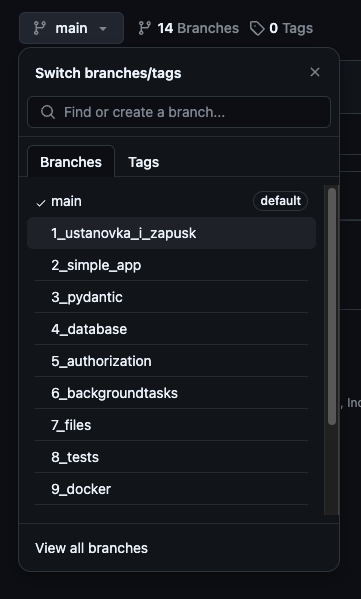 main
14 Branches
0 Tags
Switch branches/tags
Find or create a branch...
Branches
Tags
main
default
1_ustanovka_i_zapusk
2_simple_app
3_pydantic
4_database
5_authorization
6_backgroundtasks
7_files
, Inc
8_tests
9_docker
View all branches